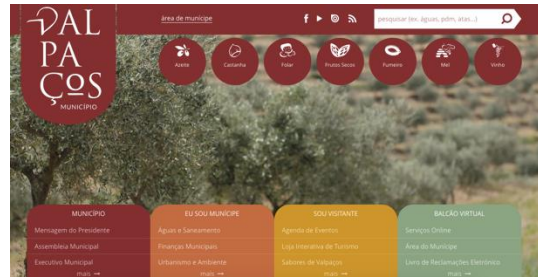 VAL
PA
ÇOS
MUNICÍPIO
área de munícipe
pesquisar (ex. águas, pdm, atas...)
Azeite
Castanha
Folar
Frutos Secos
Fumeiro
Mel
Vinho
MUNICÍPIO
Mensagem do Presidente
Assembleia Municipal
Executivo Municipal
mais →
EU SOU MUNÍCIPE
Águas e Saneamento
Finanças Municipais
Urbanismo e Ambiente
mais →
SOU VISITANTE
Agenda de Eventos
Loja Interativa de Turismo
Sabores de Valpaços
mais →
BALCÃO VIRTUAL
Serviços Online
Área do Munícipe
Livro de Reclamações Eletrónico
mais →